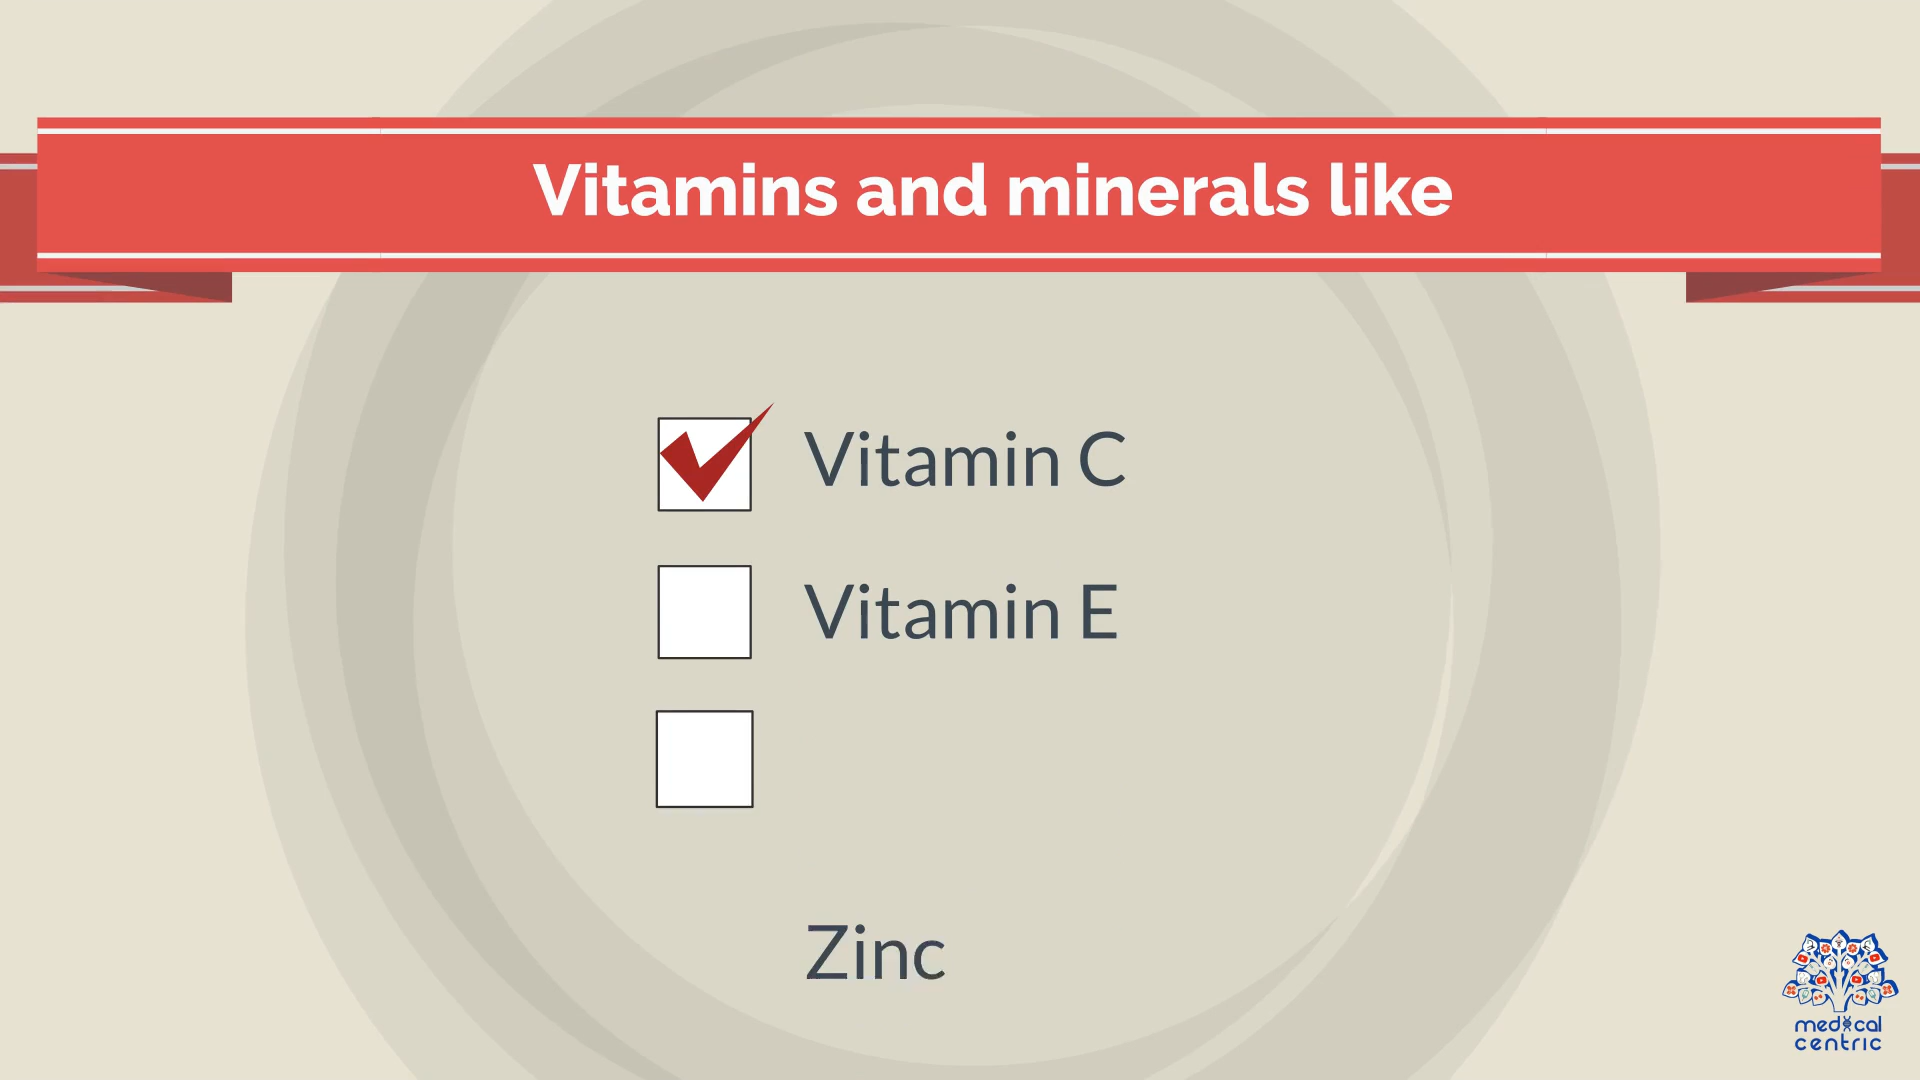 Vitamins and minerals like
Vitamin C
Vitamin E
Zinc
medical
centric